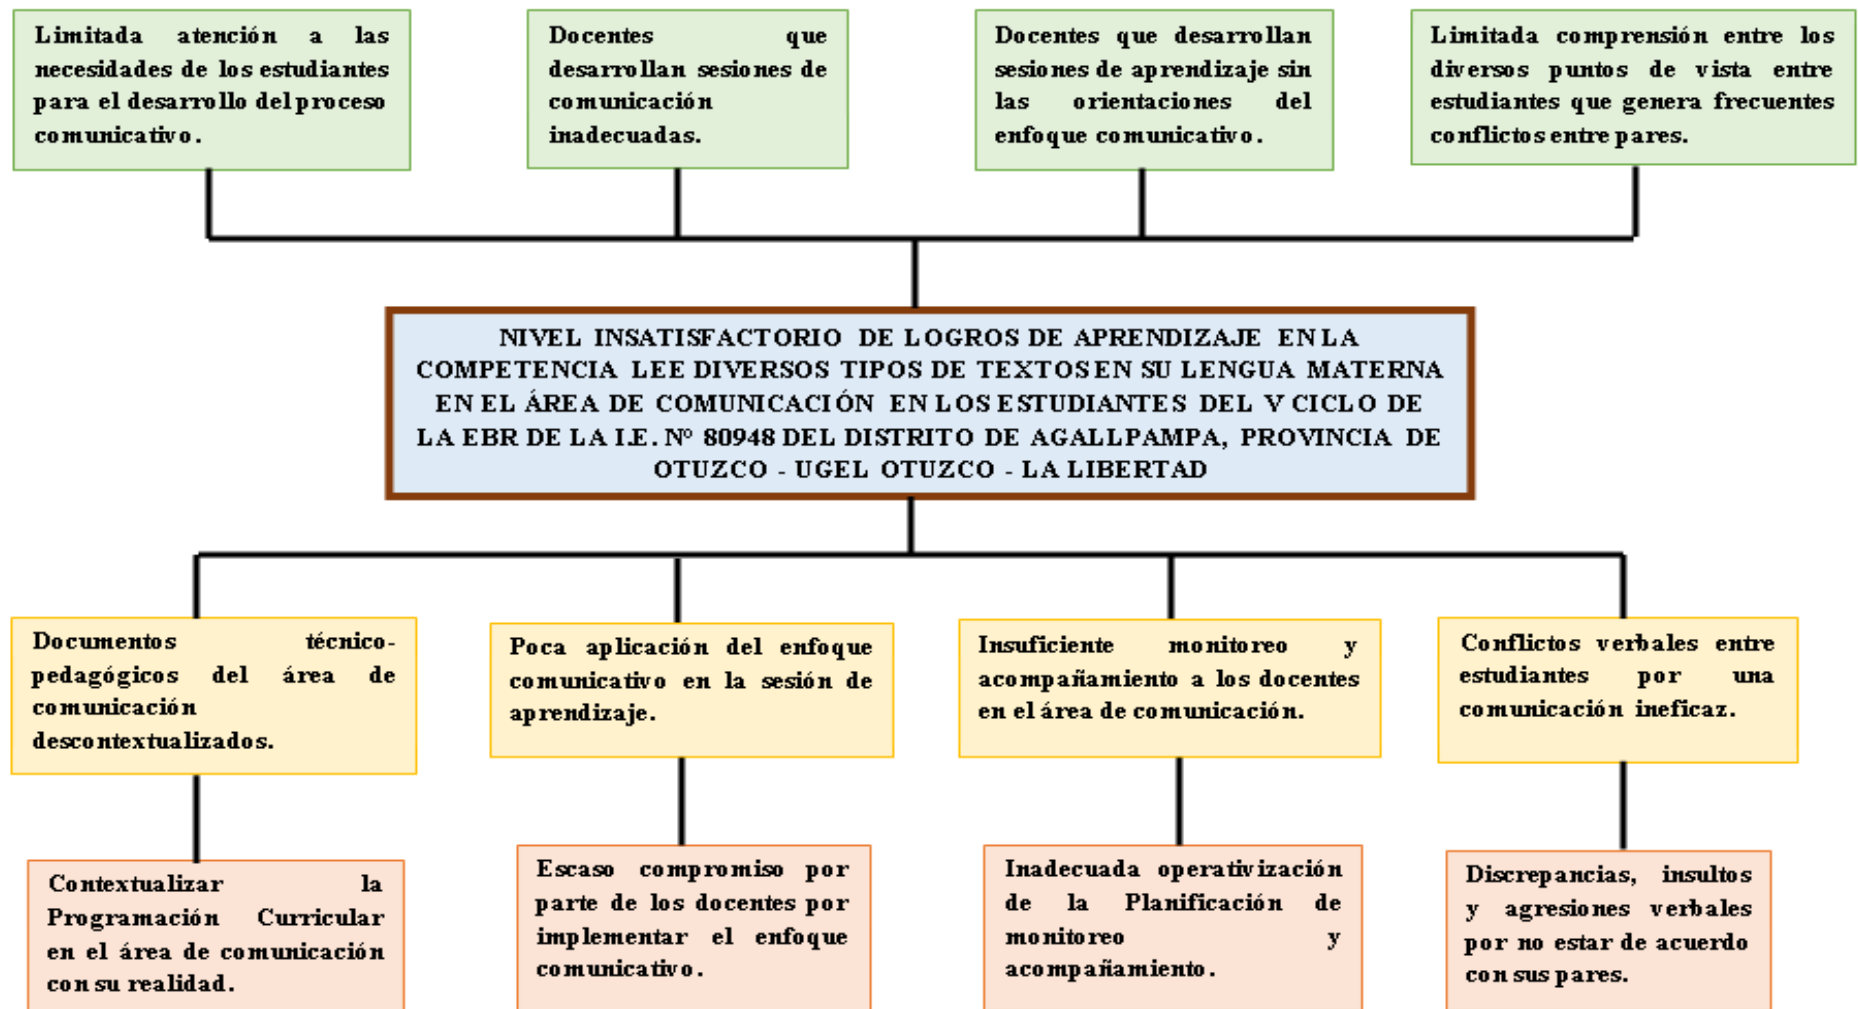 Limitada atención a las
necesidades de los estudiantes
para el desarrollo del proceso
comunicativo.
Docentes que
desarrollan sesiones de
comunicación
inadecuadas.
Docentes que desarrollan
sesiones de aprendizaje sin
las orientaciones del
enfoque comunicativo.
Limitada comprensión entre los
diversos puntos de vista entre
estudiantes que genera frecuentes
conflictos entre pares.
NIVEL INSATISFACTORIO DE LOGROS DE APRENDIZAJE EN LA
COMPETENCIA LEE DIVERSOS TIPOS DE TEXTOS EN SU LENGUA MATERNA
EN EL ÁREA DE COMUNICACIÓN EN LOS ESTUDIANTES DEL V CICLO DE
LA EBR DE LA I.E. Nº 80948 DEL DISTRITO DE AGALLPAMPA, PROVINCIA DE
OTUZCO - UGEL OTUZCO - LA LIBERTAD
Documentos técnico-
pedagógicos del área de
comunicación
descontextualizados.
Poca aplicación del enfoque
comunicativo en la sesión de
aprendizaje.
Insuficiente monitoreo y
acompañamiento a los docentes
en el área de comunicación.
Conflictos verbales entre
estudiantes por una
comunicación ineficaz.
Contextualizar la
Programación Curricular
en el área de comunicación
con su realidad.
Escaso compromiso por
parte de los docentes por
implementar el enfoque
comunicativo.
Inadecuada operativización
de la Planificación de
monitoreo y
acompañamiento.
Discrepancias, insultos
y agresiones verbales
por no estar de acuerdo
con sus pares.